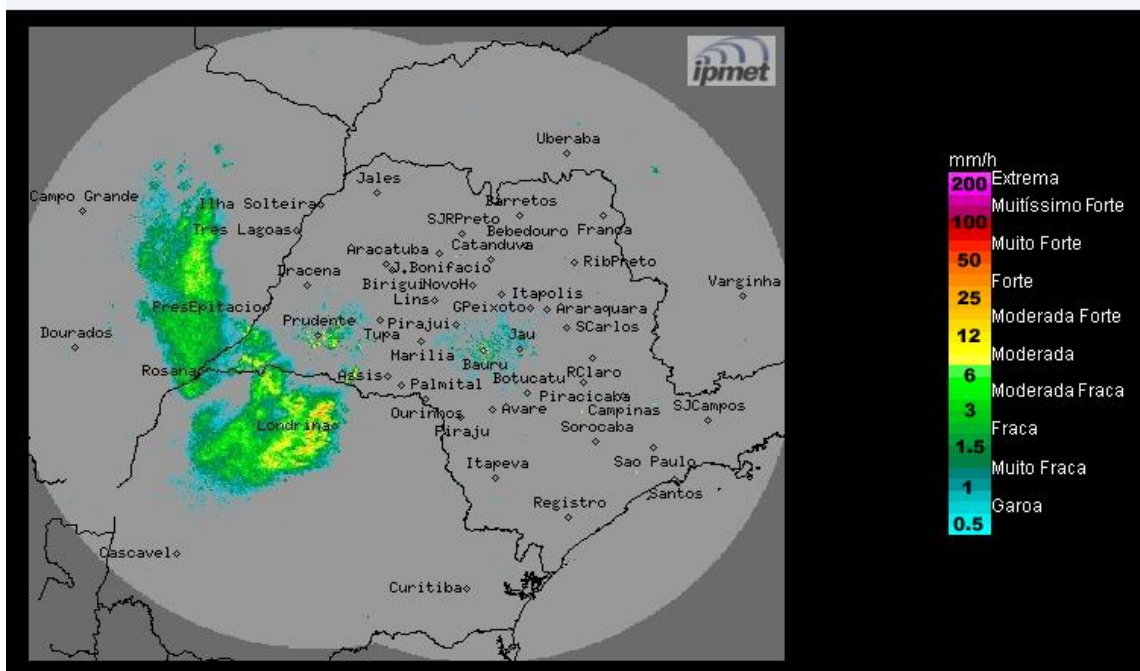 ipmet
Uberaba
Jales
Campo Grande
Ilha Solteira
Barretos
SJRPreto
Tres Lagoas
Bebedouro
Franca
Catanduva
Aracatuba
J.Bonifacio
RibPreto
Dracena
Varginha
Birigui
NovoH
Itapolis
Lins
PresEpitacio
GPeixoto
Araraquara
Prudente
Pirajui
SCarlos
Dourados
Tupa
Jau
Marilia
Bauru
Rosana
Assis
RClaro
Botucatu
Palmital
Piracicaba
SJCampos
Ourinhos
Avare
Campinas
Londrina
Piraju
Sorocaba
Itapeva
Sao Paulo
Santos
Registro
Cascavel
Curitiba
mm/h
200 Extrema
Muitíssimo Forte
100
Muito Forte
50
Forte
25
Moderada Forte
12
Moderada
6
Moderada Fraca
3
Fraca
1.5
Muito Fraca
1
Garoa
0.5